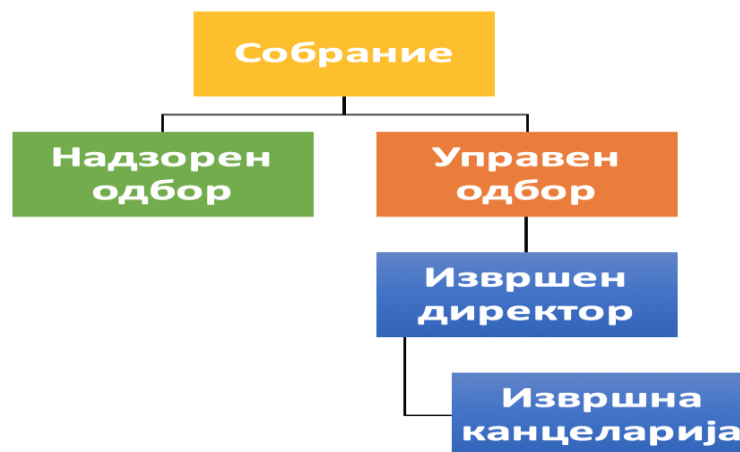 Собрание
Надзорен
одбор
Управен
одбор
Извршен
директор
Извршна
канцеларија